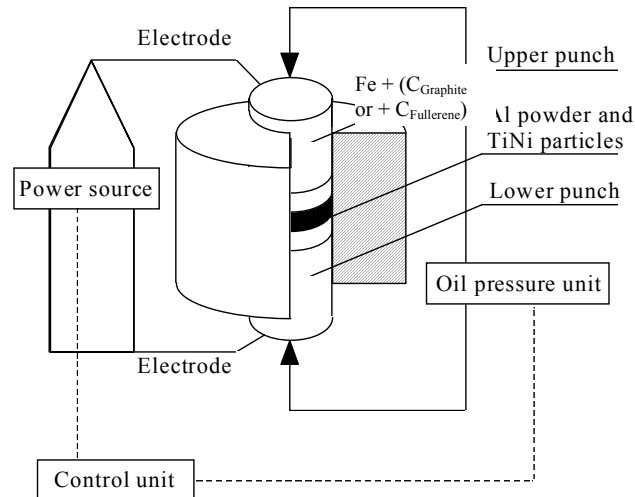 Electrode
Upper punch
Fe + (CGraphite
or + CFullerene)
Al powder and
TiNi particles
Power source
Lower punch
Oil pressure unit
Electrode
Control unit